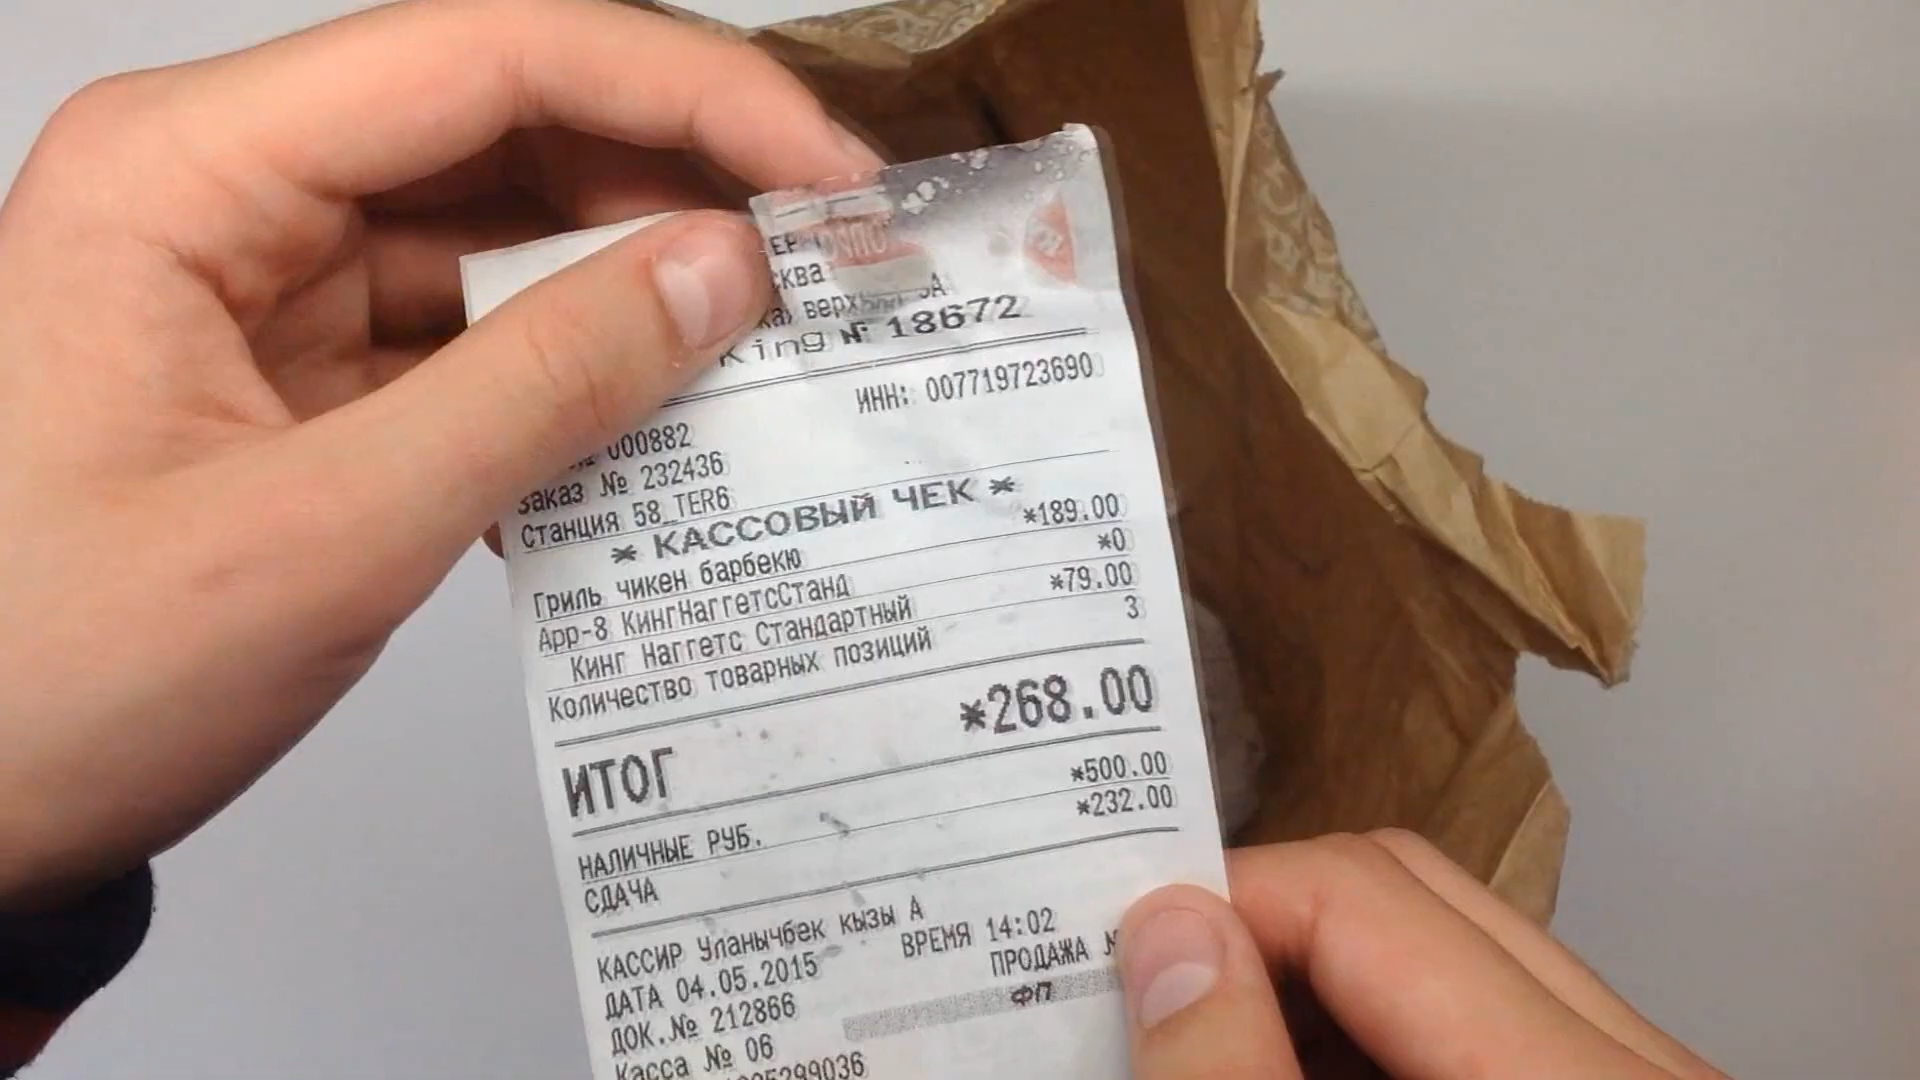 King № 18672
ИНН: 007719723690
000882
Заказ № 232436
Станция 58_TER6
* КАССОВЫЙ ЧЕК *
Гриль чикен барбекю *189.00
App-8 КингНаггетсСтанд *0
Кинг Наггетс Стандартный *79.00
Количество товарных позиций 3
ИТОГ *268.00
НАЛИЧНЫЕ РУБ. *500.00
СДАЧА *232.00
КАССИР Уланычбек кызы А
ДАТА 04.05.2015 ВРЕМЯ 14:02
ДОК.№ 212866 ПРОДАЖА
Касса № 06 ФП